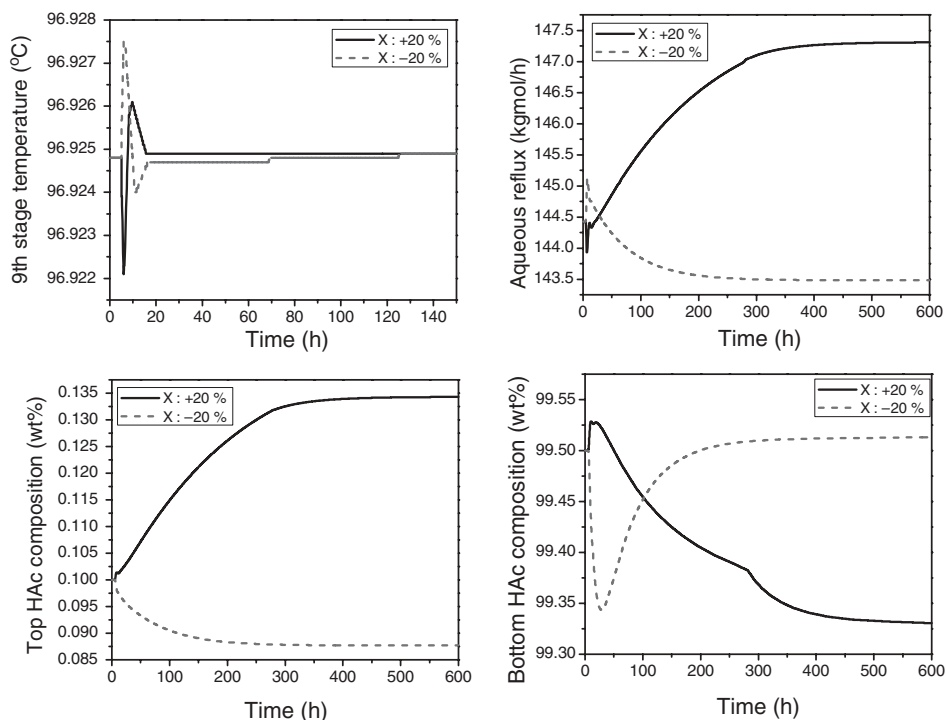 96.928
96.927
96.926
96.925
96.924
96.922
96.922
X : +20 %
X : −20 %
9th stage temperature (ºC)
0 20 40 60 80 100 120 140
Time (h)
147.5
147.0
146.5
146.0
145.5
145.0
144.5
144.0
143.5
X : +20 %
X : −20 %
Aqueous reflux (kgmol/h)
0 100 200 300 400 500 600
Time (h)
0.135
0.130
0.125
0.120
0.115
0.110
0.105
0.100
0.095
0.090
0.085
X : +20 %
X : −20 %
Top HAc composition (wt%)
0 100 200 300 400 500 600
Time (h)
99.55
99.50
99.45
99.40
99.35
99.30
X : +20 %
X : −20 %
Bottom HAc composition (wt%)
0 100 200 300 400 500 600
Time (h)